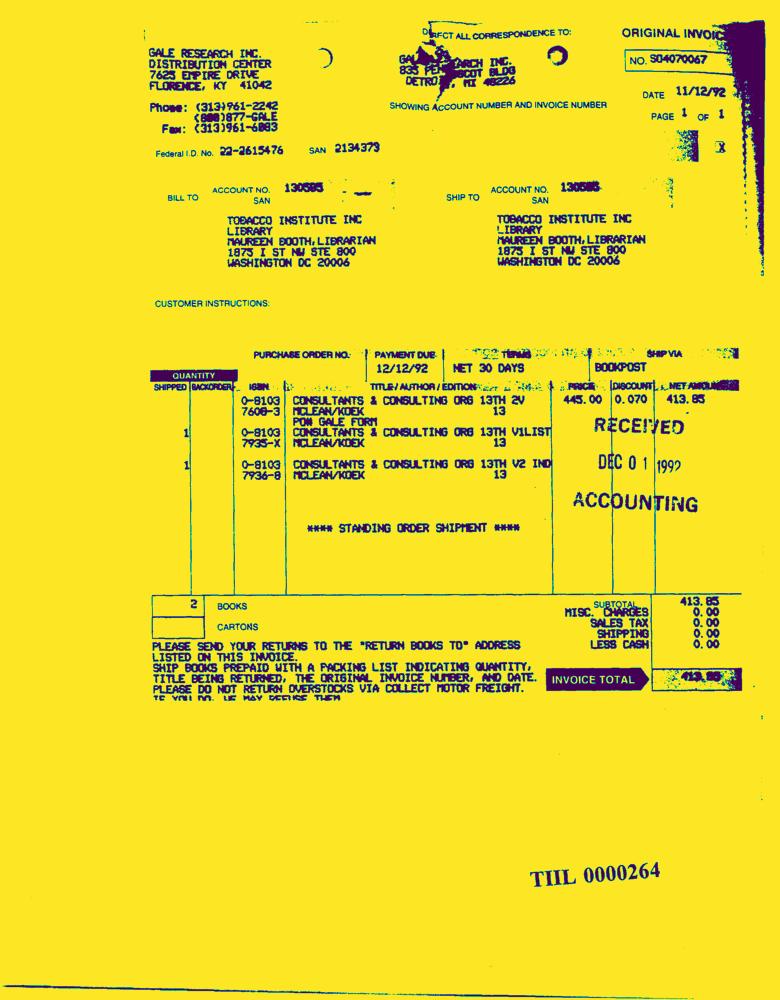 GALE RESEARCH INC.
DISTRIBUTION CENTER
7625 EMPIRE DRIVE
FLORENCE, KY 41042
Phone: (313)961-2242
(800)877-GALE
Fax: (313)961-6083
Federal I.D. No. 22-2615476 SAN 2134373
DIRECT ALL CORRESPONDENCE TO:
INC.
835 BLDG
MI 48226
SHOWING ACCOUNT NUMBER AND INVOICE NUMBER
ORIGINAL INVOIC
NO. S04070067
DATE 11/12/92
PAGE 1 OF 1
X
BILL TO ACCOUNT NO. 130585
SAN
TOBACCO INSTITUTE INC
LIBRARY
MAUREEN BOOTH, LIBRARIAN
1875 I ST NW STE 800
WASHINGTON DC 20006
SHIP TO ACCOUNT NO. 130585
SAN
TOBACCO INSTITUTE INC
LIBRARY
MAUREEN BOOTH, LIBRARIAN
1875 I ST NW STE 800
WASHINGTON DC 20006
CUSTOMER INSTRUCTIONS:
PURCHASE ORDER NO. PAYMENT DUE TERMS SHIP VIA
12/12/92 NET 30 DAYS BOOKPOST
QUANTITY
SHIPPED BACKORDER ISBN TITLE / AUTHOR / EDITION PRICE DISCOUNT NET AMOUNT
0-8103 CONSULTANTS & CONSULTING ORG 13TH 2V 445.00 0.070 413.85
7608-3 MCLEAN/KOEK 13
PO# GALE FORM
1 0-8103 CONSULTANTS & CONSULTING ORG 13TH V1LIST
7935-X MCLEAN/KOEK 13
1 0-8103 CONSULTANTS & CONSULTING ORG 13TH V2 IND
7936-8 MCLEAN/KOEK 13
RECEIVED
DEC 0 1 1992
ACCOUNTING
**** STANDING ORDER SHIPMENT ****
2 BOOKS
CARTONS
SUBTOTAL 413.85
MISC. CHARGES 0.00
SALES TAX 0.00
SHIPPING 0.00
LESS CASH 0.00
PLEASE SEND YOUR RETURNS TO THE "RETURN BOOKS TO" ADDRESS
LISTED ON THIS INVOICE.
SHIP BOOKS PREPAID WITH A PACKING LIST INDICATING QUANTITY,
TITLE BEING RETURNED, THE ORIGINAL INVOICE NUMBER, AND DATE.
PLEASE DO NOT RETURN OVERSTOCKS VIA COLLECT MOTOR FREIGHT.
IF YOU DO, WE MAY REFUSE THEM
INVOICE TOTAL 413.85
TIIL 0000264